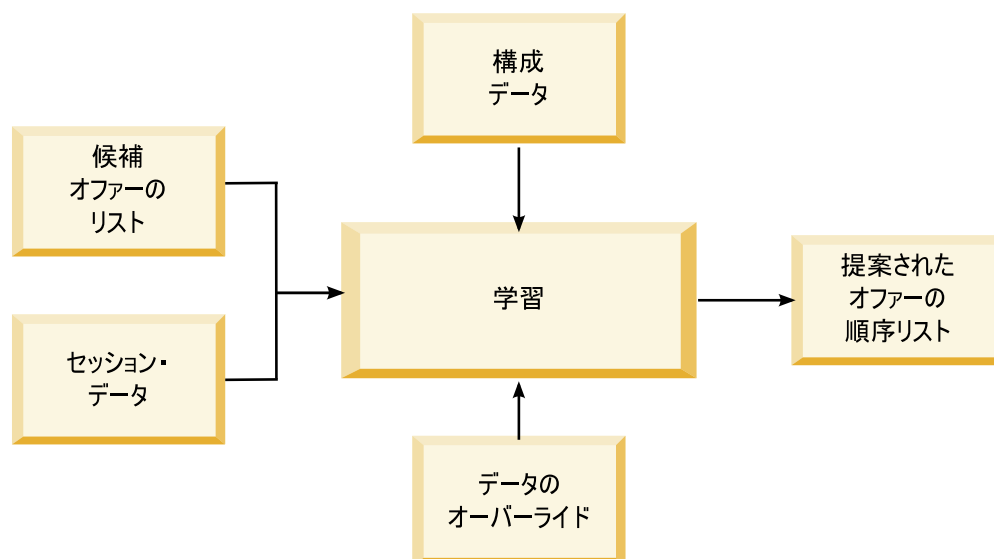 構成
データ
候補
オファーの
リスト
学習
提案された
オファーの
順序リスト
セッション・
データ
データの
オーバーライド